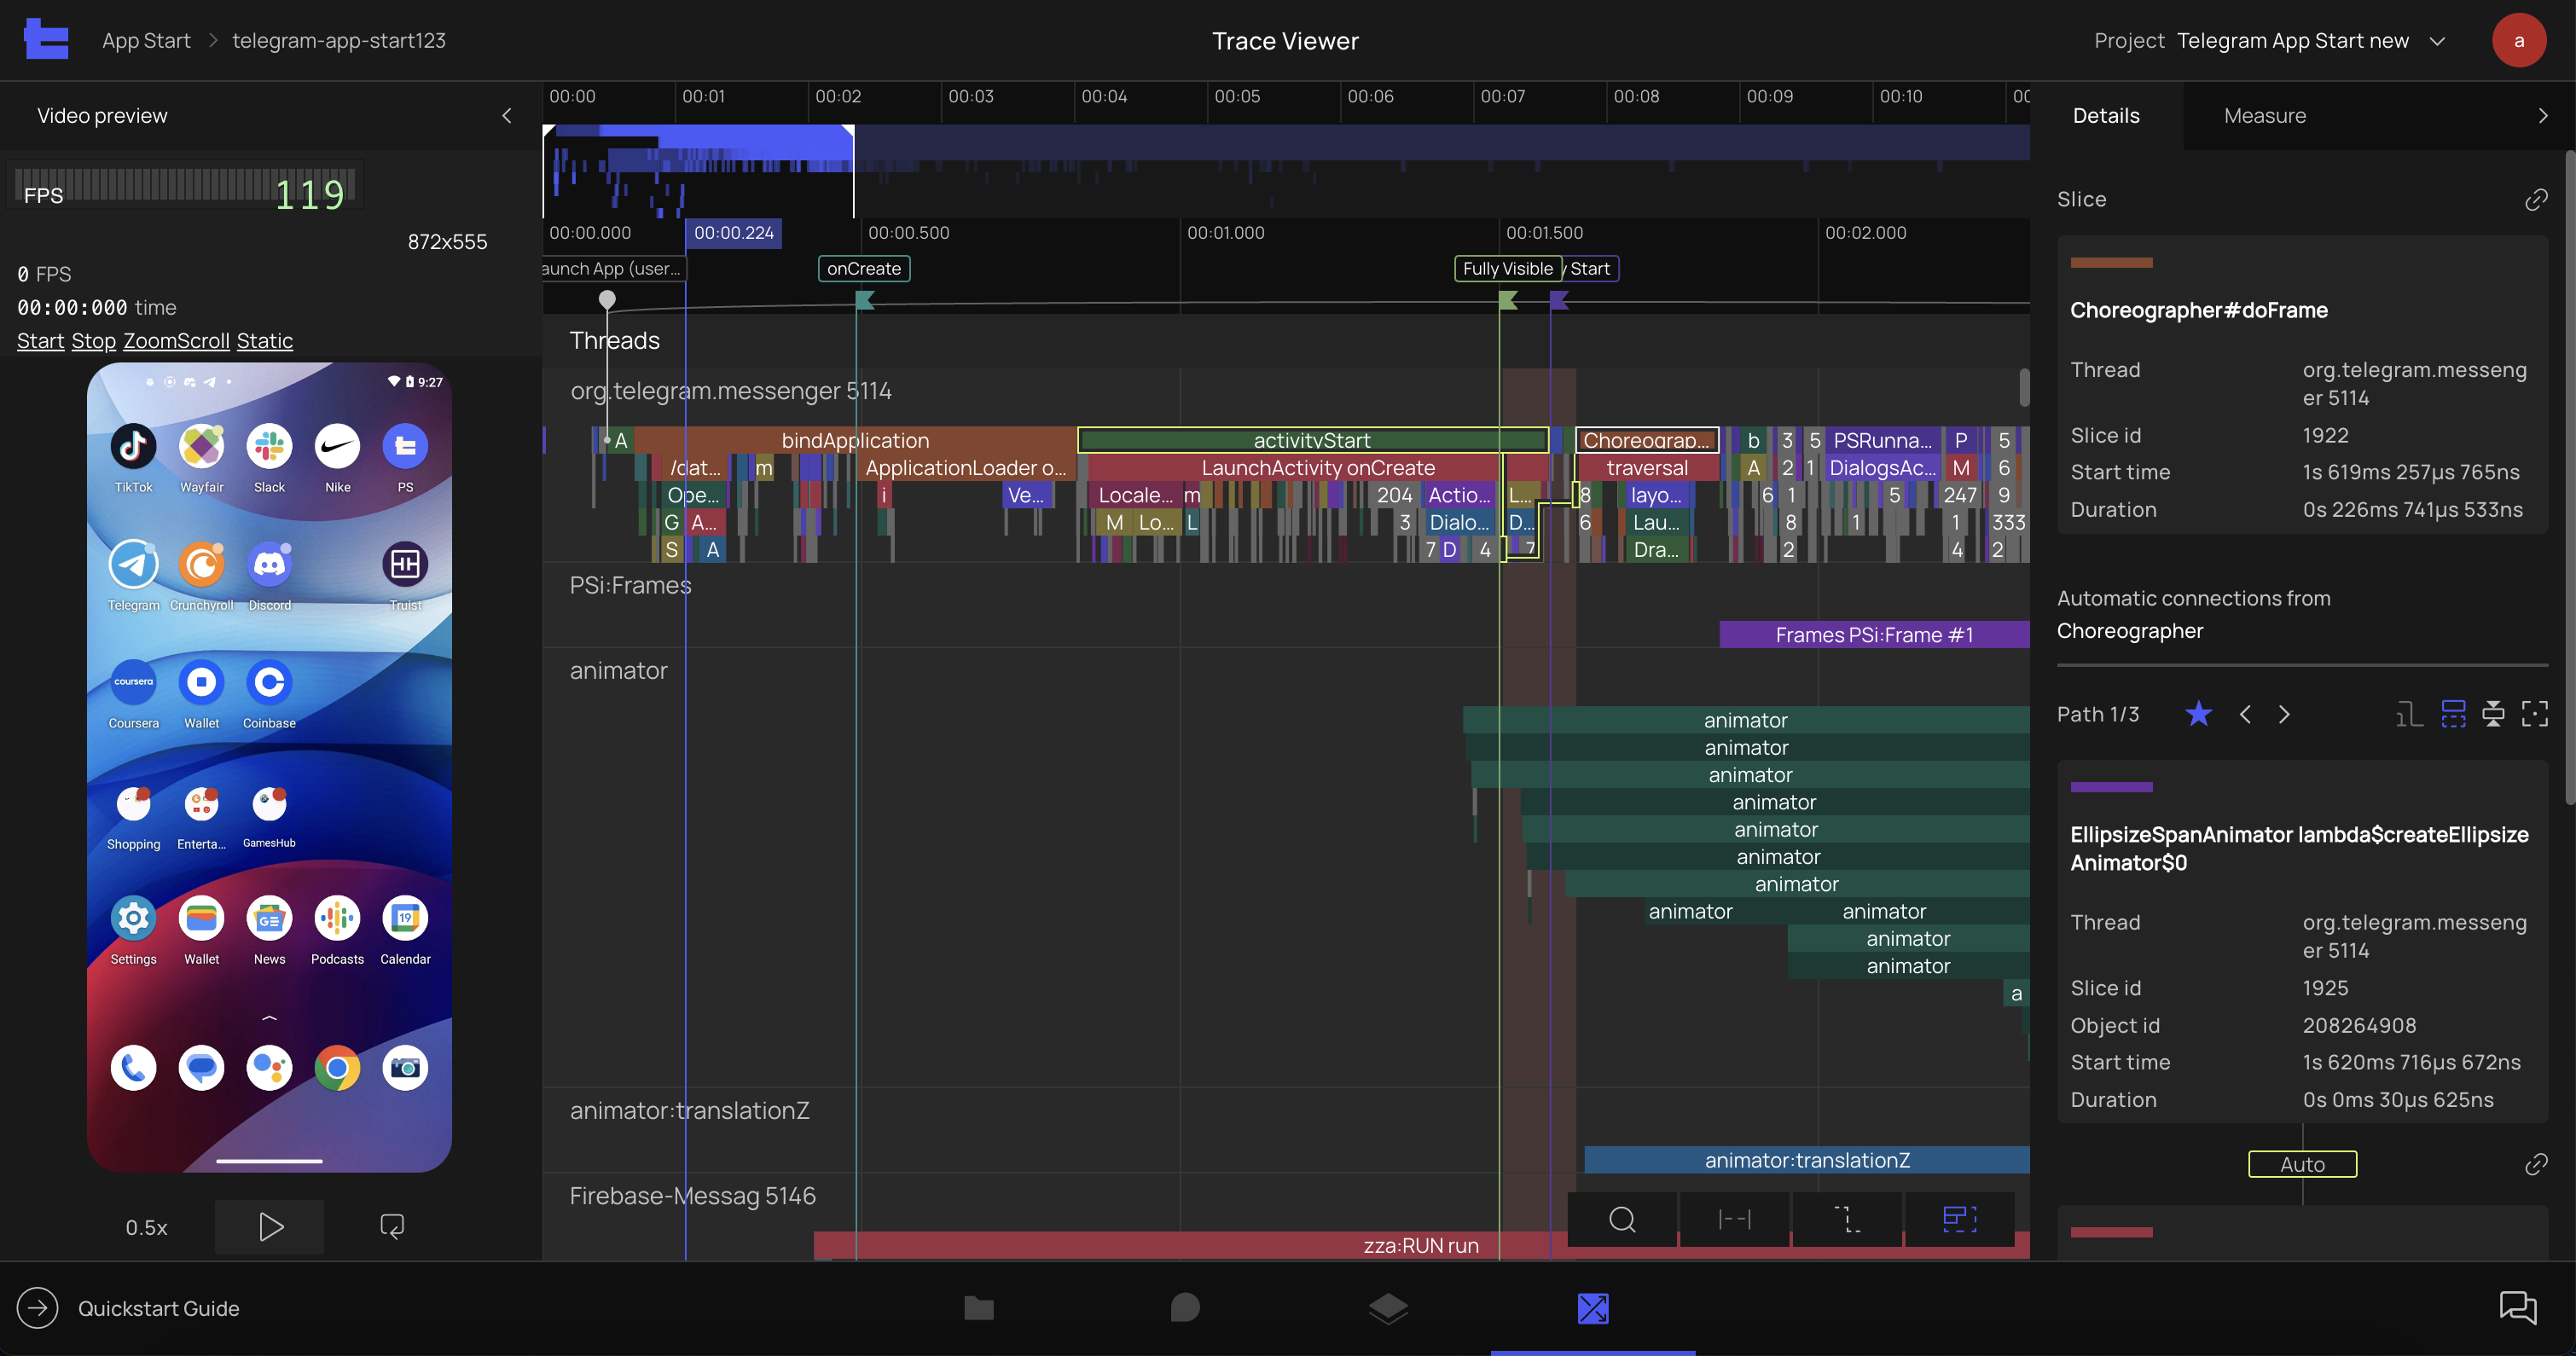 App Start > telegram-app-start123
Trace Viewer
Project Telegram App Start new
a
Video preview
FPS 119
872x555
0 FPS
00:00:000 time
Start Stop ZoomScroll Static
9:27
TikTok Wayfair Slack Nike PS
Telegram Crunchyroll Discord Truist
coursera
Coursera Wallet Coinbase
Shopping Enterta... GamesHub
19
Settings Wallet News Podcasts Calendar
0.5x
00:00 00:01 00:02 00:03 00:04 00:05 00:06 00:07 00:08 00:09 00:10
00:00.000 00:00.224 00:00.500 00:01.000 00:01.500 00:02.000
aunch App (user... onCreate Fully Visible Start
Threads
org.telegram.messenger 5114
A bindApplication activityStart Choreograp... b 3 5 PSRunna... P 5
/dat... m ApplicationLoader o... LaunchActivity onCreate traversal A 2 1 DialogsAc... M 6
Ope... i Ve... Locale... m 204 Actio... L... 8 layo... 6 1 5 247 9
G A... M Lo... L 3 Dialo... D... 6 Lau... 8 1 1 333
S A 7 D 4 7 Dra... 2 4 2
PSi:Frames
Frames PSi:Frame #1
animator
animator
animator
animator
animator
animator
animator
animator
animator animator
animator
animator
a
animator:translationZ
animator:translationZ
Firebase-Messag 5146
zza:RUN run
Details Measure
Slice
Choreographer#doFrame
Thread org.telegram.messeng
er 5114
Slice id 1922
Start time 1s 619ms 257μs 765ns
Duration 0s 226ms 741μs 533ns
Automatic connections from
Choreographer
Path 1/3
EllipsizeSpanAnimator lambda$createEllipsize
Animator$0
Thread org.telegram.messeng
er 5114
Slice id 1925
Object id 208264908
Start time 1s 620ms 716μs 672ns
Duration 0s 0ms 30μs 625ns
Auto
Quickstart Guide